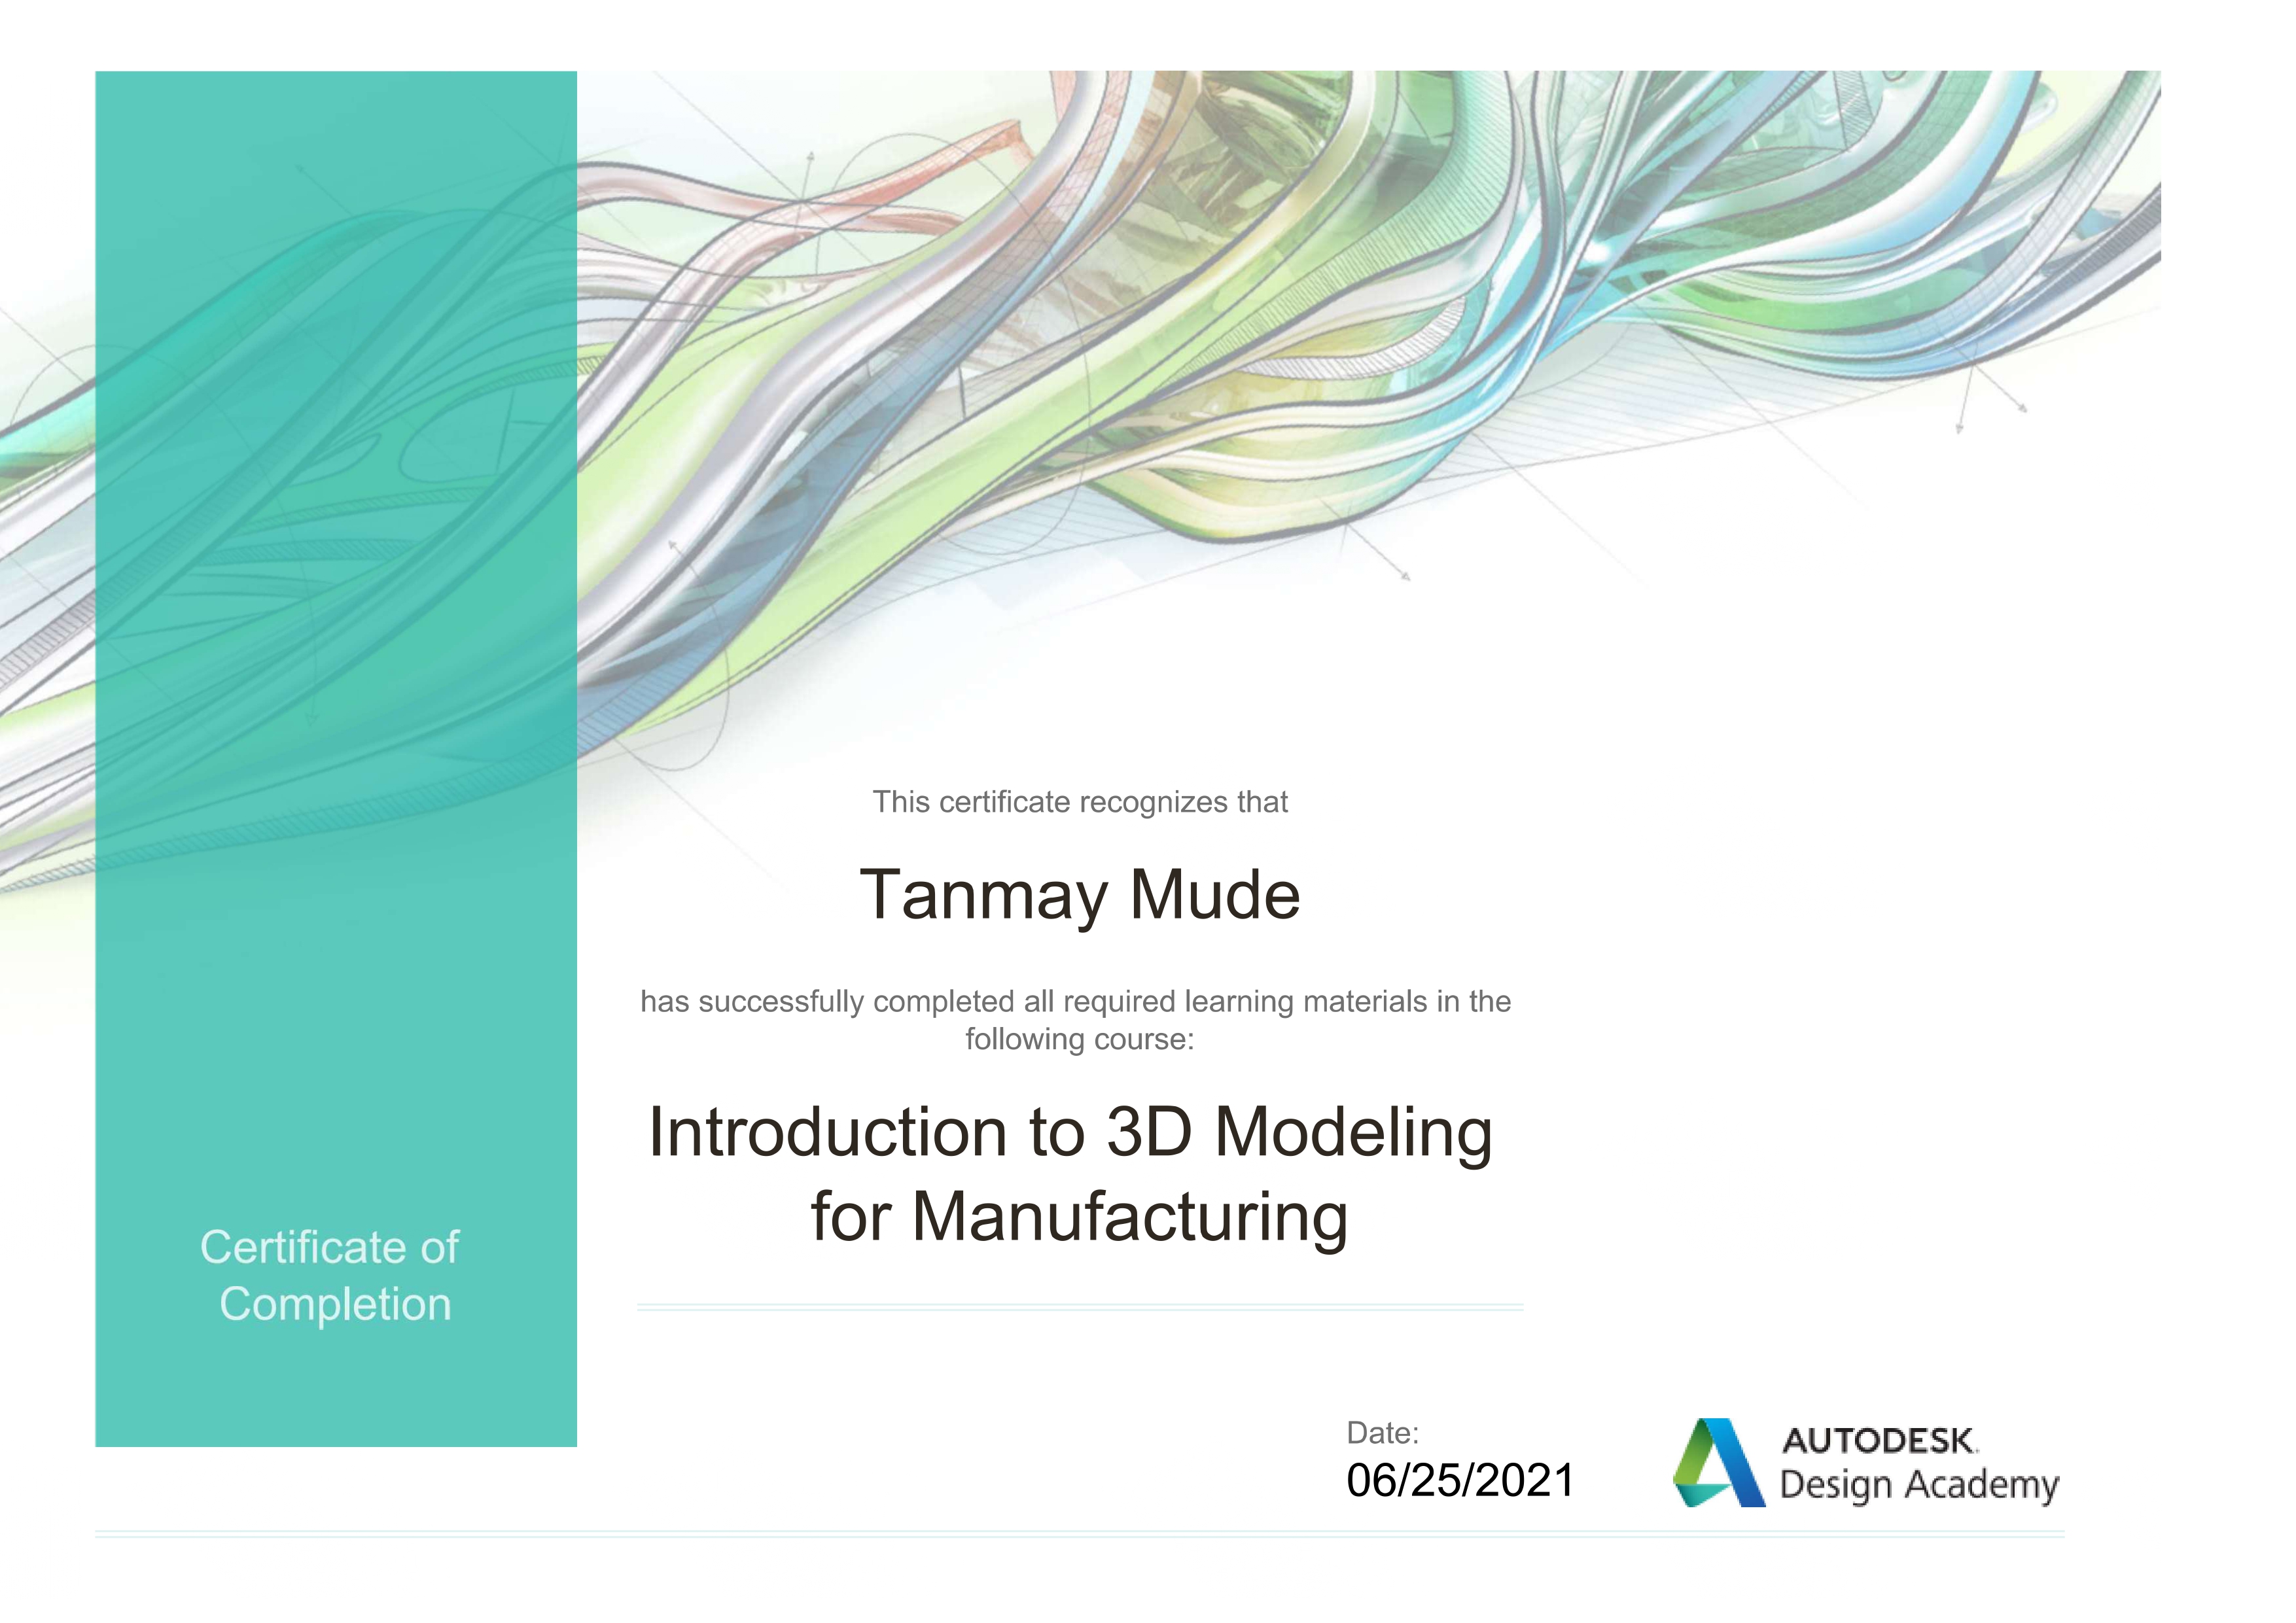 This certificate recognizes that
Tanmay Mude
has successfully completed all required learning materials in the
following course:
Introduction to 3D Modeling
for Manufacturing
Certificate of
Completion
Date:
06/25/2021
AUTODESK.
Design Academy